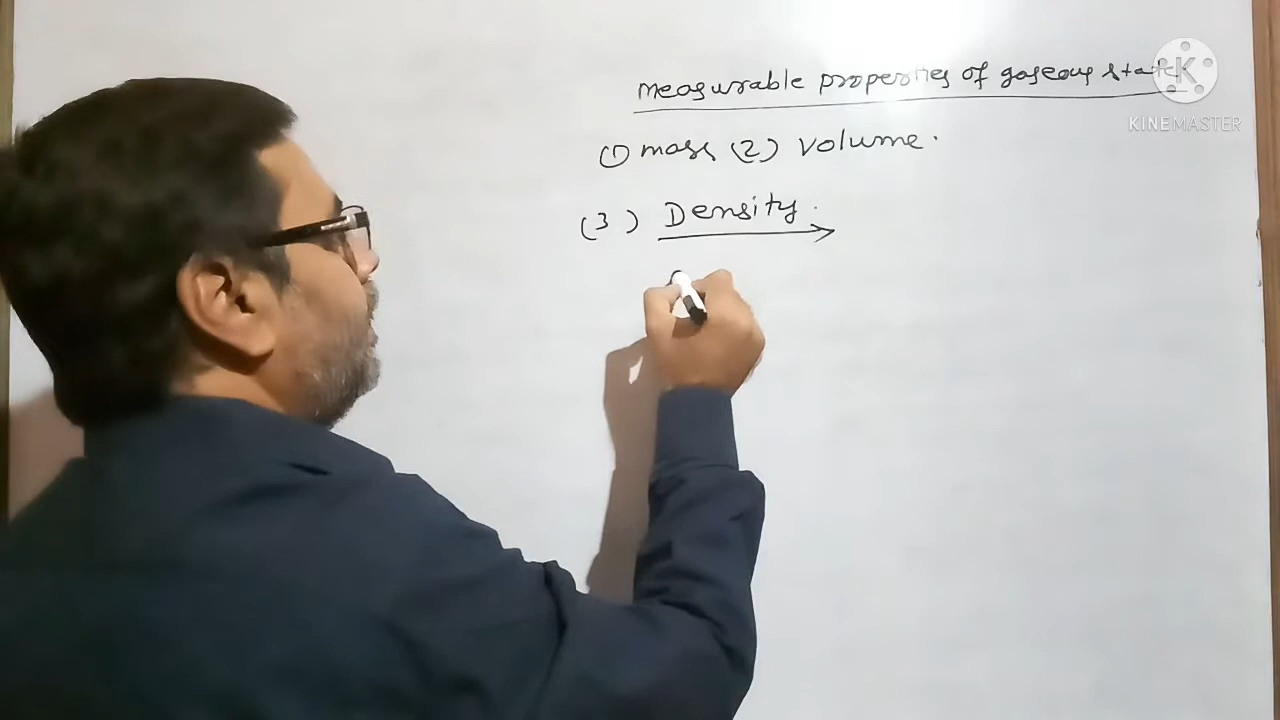 measurable properties of gaseous state
K
KINEMASTER
(1) mass (2) volume.
(3) Density.